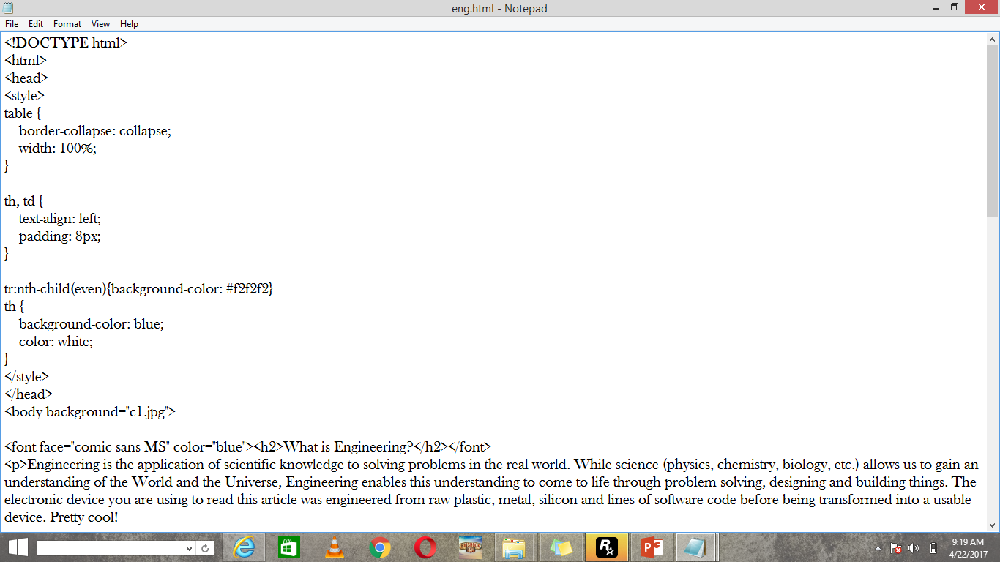 eng.html - Notepad
File Edit Format View Help
<!DOCTYPE html>
<html>
<head>
<style>
table {
    border-collapse: collapse;
    width: 100%;
}

th, td {
    text-align: left;
    padding: 8px;
}

tr:nth-child(even){background-color: #f2f2f2}
th {
    background-color: blue;
    color: white;
}
</style>
</head>
<body background="c1.jpg">

<font face="comic sans MS" color="blue"><h2>What is Engineering?</h2></font>
<p>Engineering is the application of scientific knowledge to solving problems in the real world. While science (physics, chemistry, biology, etc.) allows us to gain an
understanding of the World and the Universe, Engineering enables this understanding to come to life through problem solving, designing and building things. The
electronic device you are using to read this article was engineered from raw plastic, metal, silicon and lines of software code before being transformed into a usable
device. Pretty cool!
9:19 AM
4/22/2017